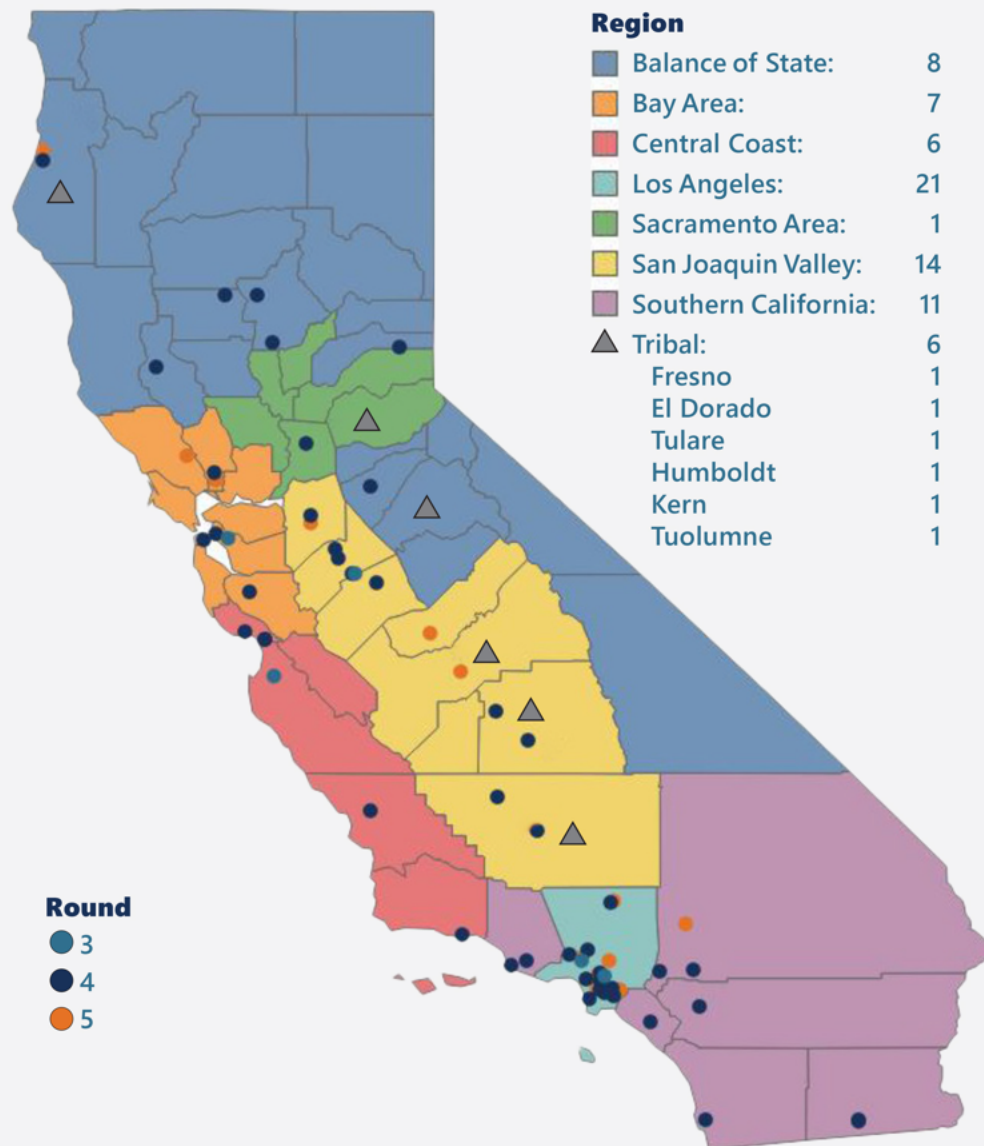 Region
Balance of State: 8
Bay Area: 7
Central Coast: 6
Los Angeles: 21
Sacramento Area: 1
San Joaquin Valley: 14
Southern California: 11
Tribal: 6
Fresno 1
El Dorado 1
Tulare 1
Humboldt 1
Kern 1
Tuolumne 1
Round
3
4
5